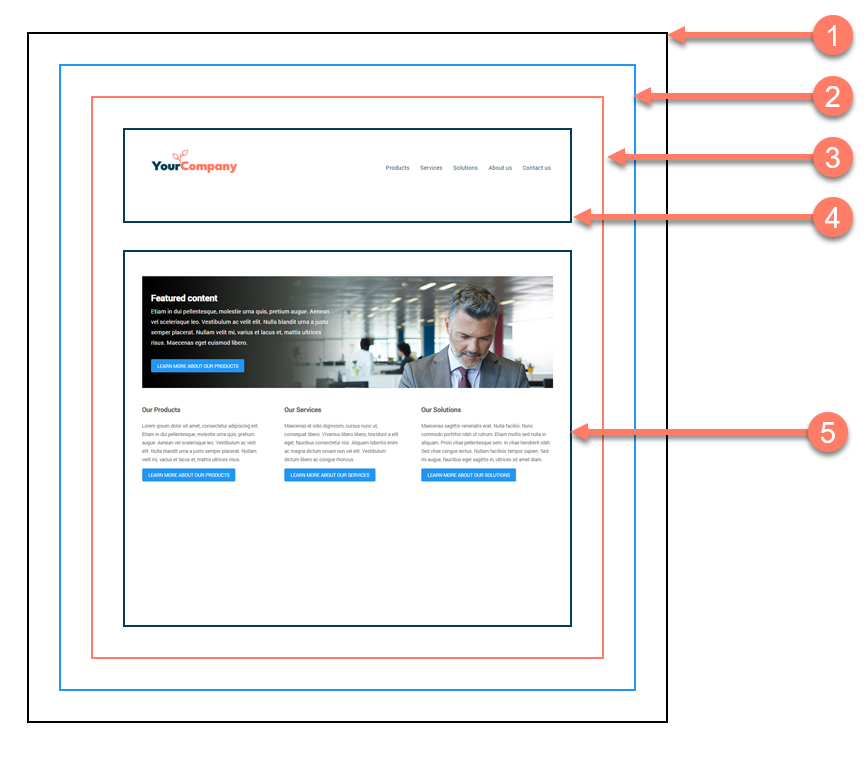 1
2
3
YourCompany
Products Services Solutions About us Contact us
4
Featured content
Etiam in dui pellentesque, molestie urna quis, pretium augue. Aenean
vel scelerisque leo. Vestibulum ac velit elit. Nulla blandit urna a justo
semper placerat. Nullam velit mi, varius et lacus et, mattis ultrices
risus. Maecenas eget euismod libero.
LEARN MORE ABOUT OUR PRODUCTS
Our Products
Lorem ipsum dolor sit amet, consectetur adipiscing elit.
Etiam in dui pellentesque, molestie urna quis, pretium
augue. Aenean vel scelerisque leo. Vestibulum ac velit
elit. Nulla blandit urna a justo semper placerat. Nullam
velit mi, varius et lacus et, mattis ultrices risus.
LEARN MORE ABOUT OUR PRODUCTS
Our Services
Maecenas et odio dignissim, cursus nunc ut,
consequat libero. Vivamus libero libero, tincidunt a elit
eget, faucibus consectetur nisl. Aliquam lobortis enim
ac magna dictum ornare non vel elit. Vestibulum
dictum libero ac congue rhoncus.
LEARN MORE ABOUT OUR SERVICES
Our Solutions
Maecenas sagittis venenatis erat. Nulla facilisi. Nunc
commodo porttitor nibh ut rutrum. Etiam mollis sed nulla in
aliquam. Proin vitae pellentesque sem. In vitae hendrerit nibh.
Sed vitae congue lectus. Nullam facilisis tempor sapien. Sed
mi augue, faucibus eget sagittis in, ultrices sit amet diam.
LEARN MORE ABOUT OUR SOLUTIONS
5